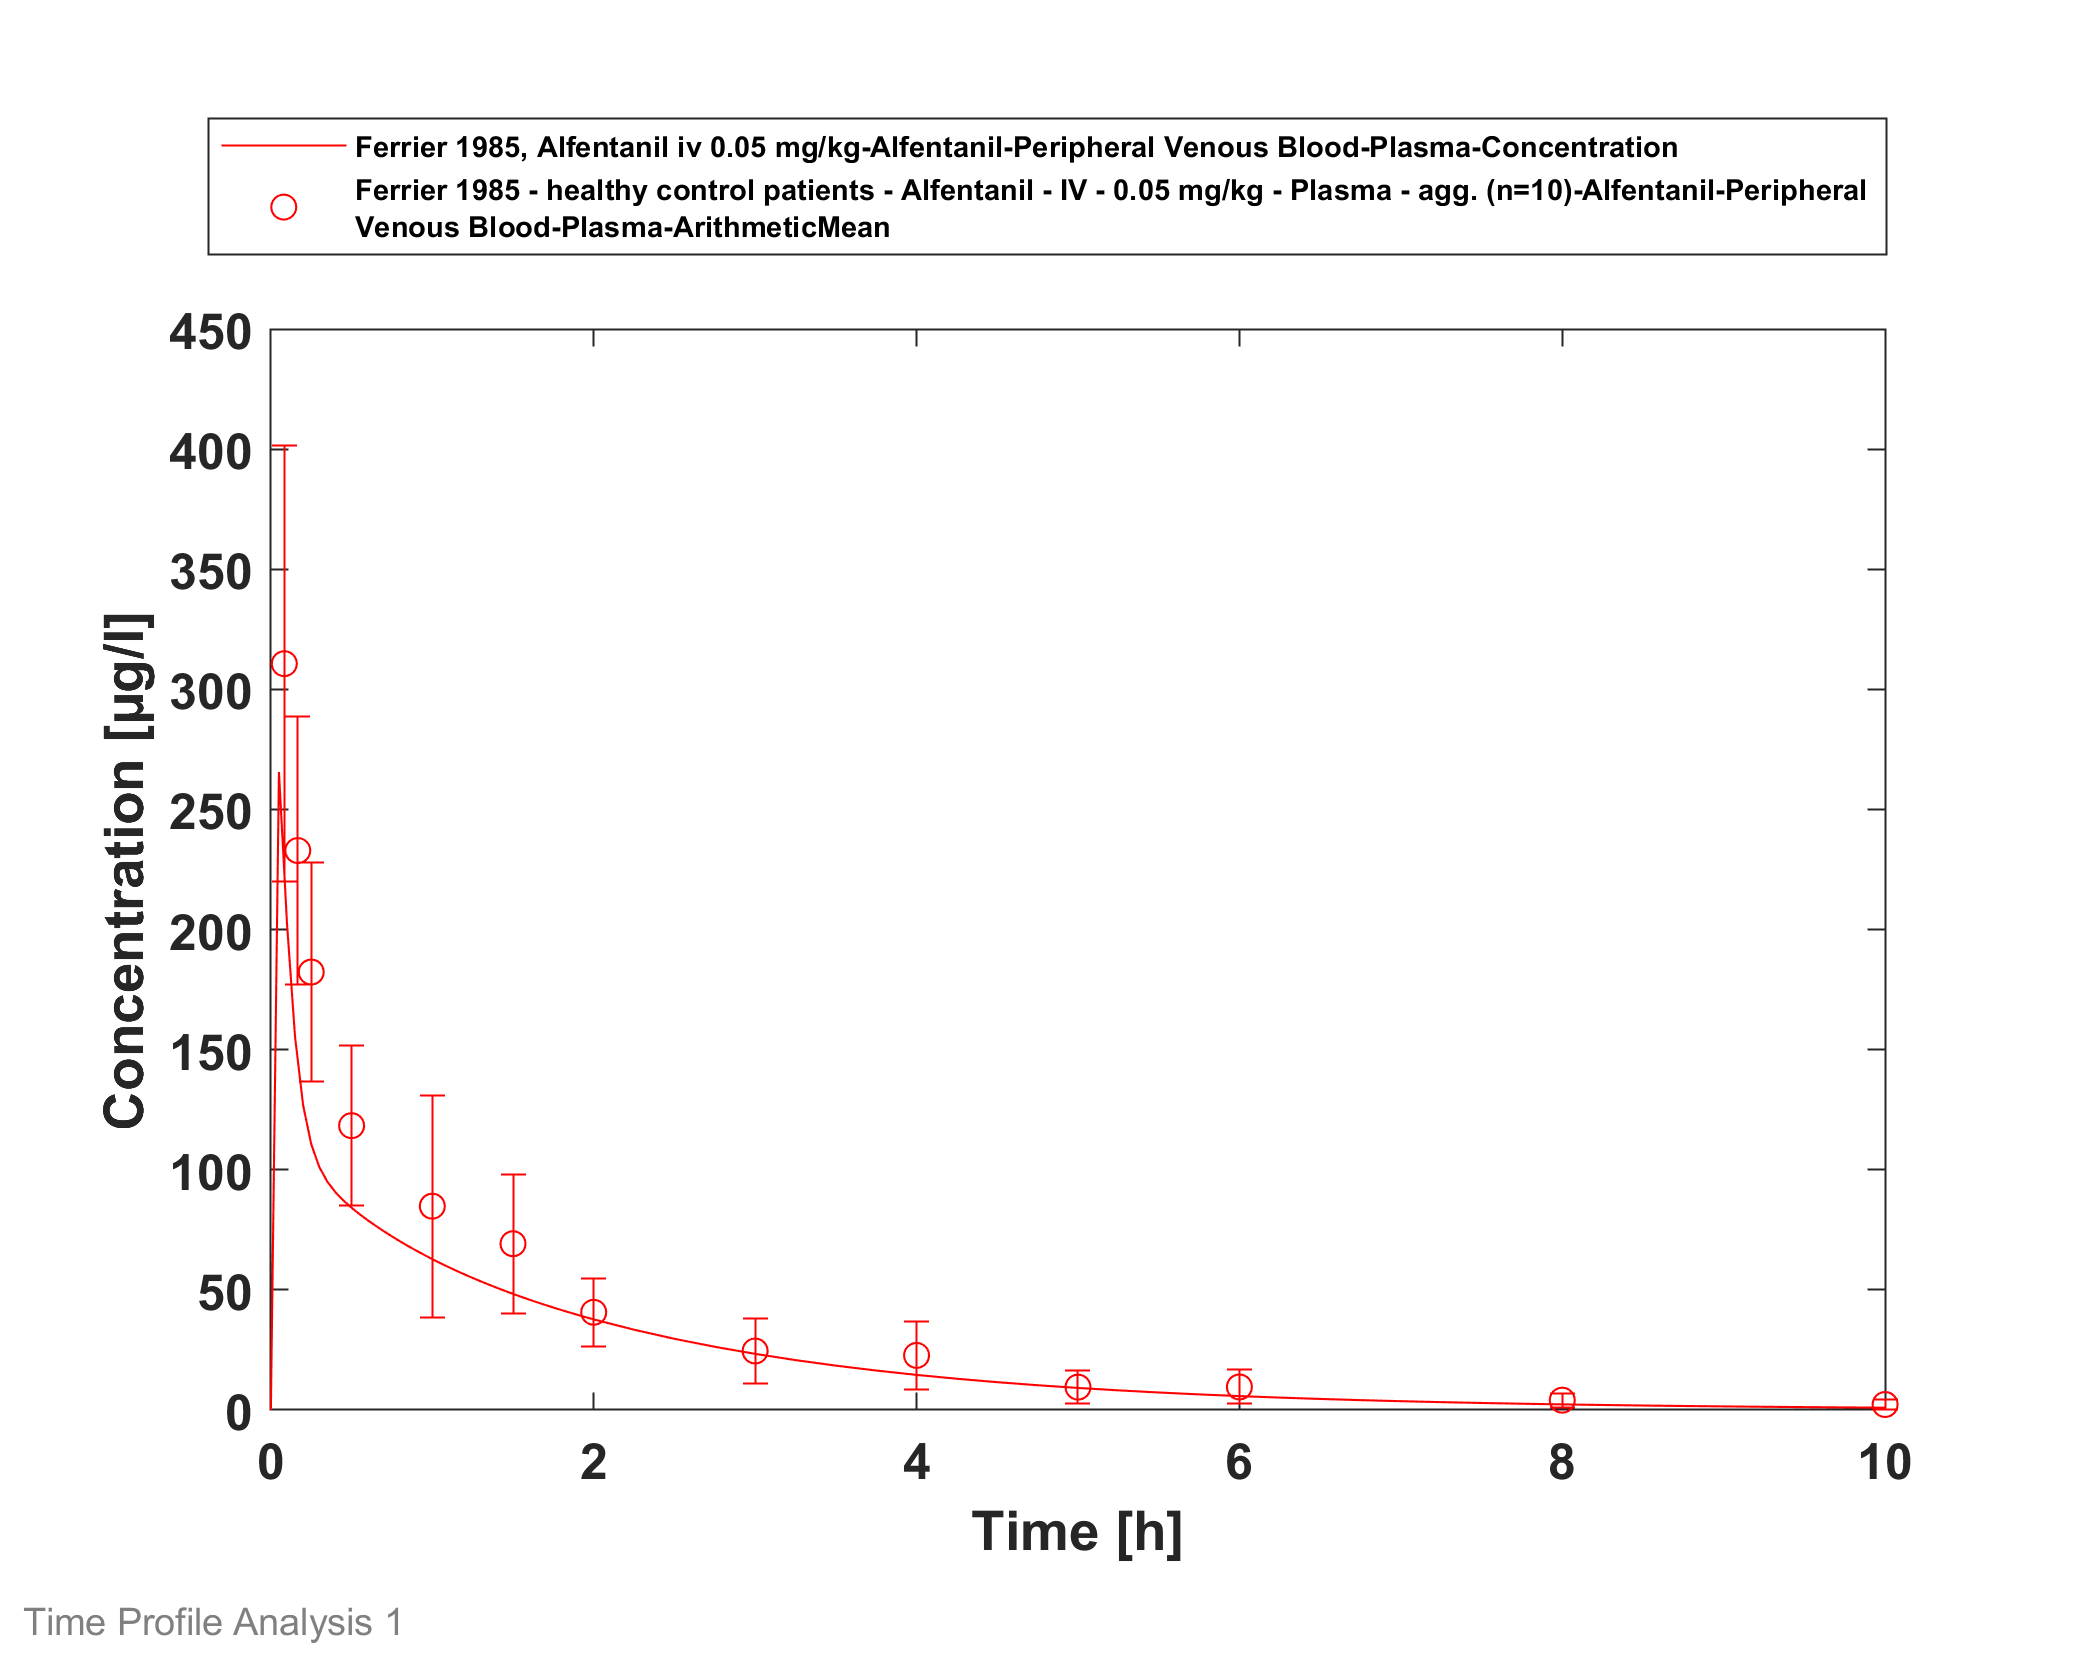 Ferrier 1985, Alfentanil iv 0.05 mg/kg-Alfentanil-Peripheral Venous Blood-Plasma-Concentration
Ferrier 1985 - healthy control patients - Alfentanil - IV - 0.05 mg/kg - Plasma - agg. (n=10)-Alfentanil-Peripheral
Venous Blood-Plasma-ArithmeticMean
450
400
350
300
250
200
150
100
50
0
Concentration [µg/l]
0 2 4 6 8 10
Time [h]
Time Profile Analysis 1